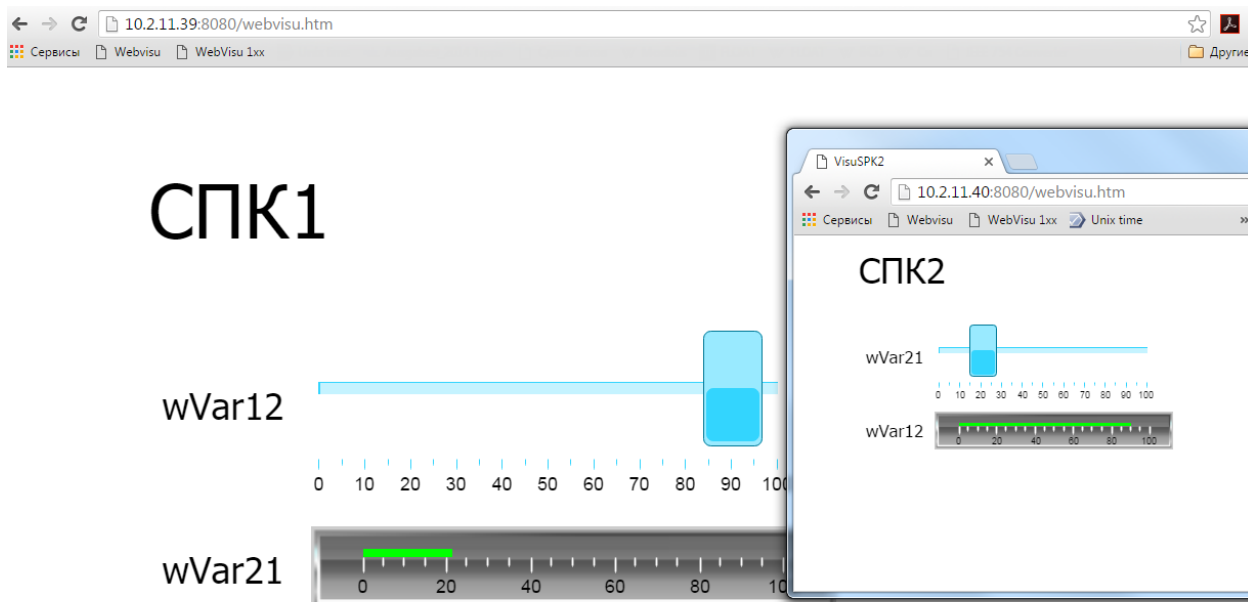 10.2.11.39:8080/webvisu.htm
Сервисы Webvisu WebVisu 1xx Другие
СПК1
wVar12
0 10 20 30 40 50 60 70 80 90 100
wVar21
0 20 40 60 80 10
VisuSPK2
10.2.11.40:8080/webvisu.htm
Сервисы Webvisu WebVisu 1xx Unix time »
СПК2
wVar21
0 10 20 30 40 50 60 70 80 90 100
wVar12
0 20 40 60 80 100